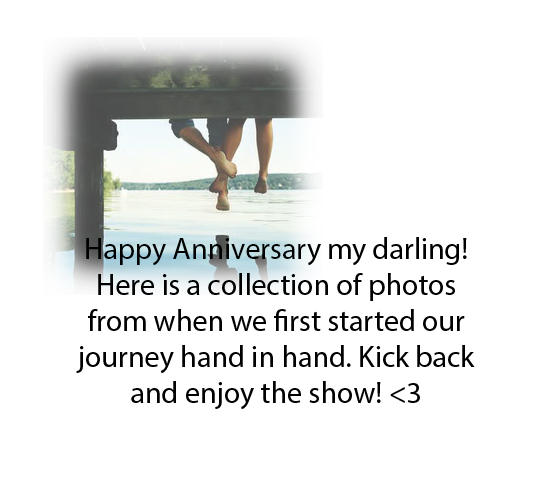 Happy Anniversary my darling!
Here is a collection of photos
from when we first started our
journey hand in hand. Kick back
and enjoy the show! <3